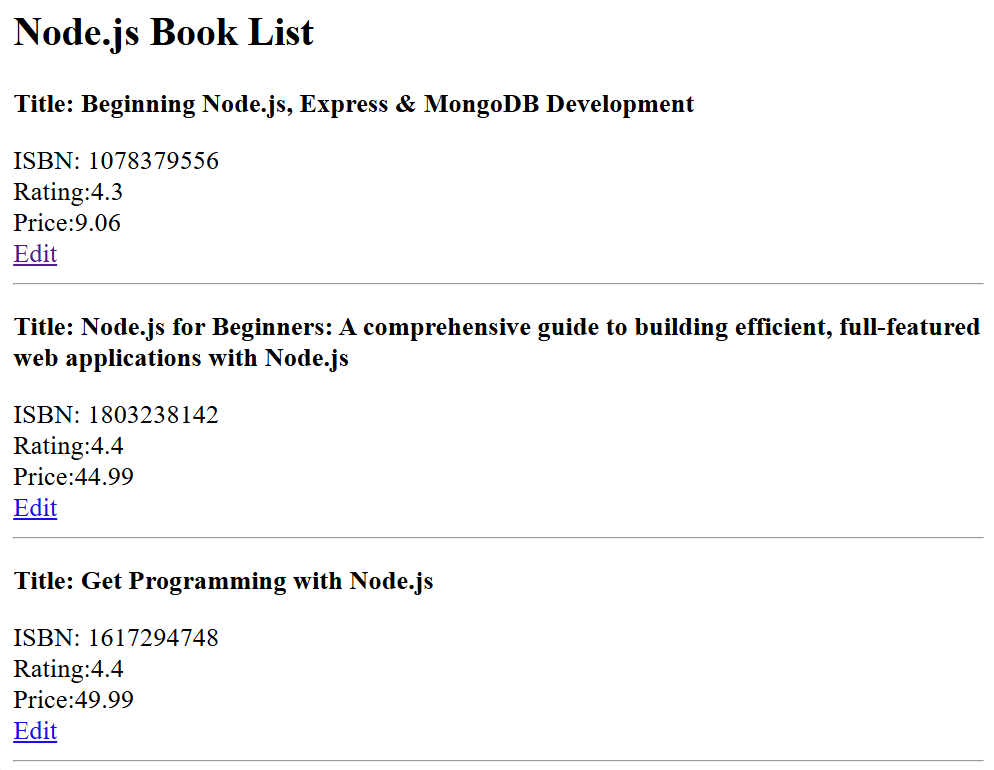 Node.js Book List
Title: Beginning Node.js, Express & MongoDB Development
ISBN: 1078379556
Rating:4.3
Price:9.06
Edit
Title: Node.js for Beginners: A comprehensive guide to building efficient, full-featured
web applications with Node.js
ISBN: 1803238142
Rating:4.4
Price:44.99
Edit
Title: Get Programming with Node.js
ISBN: 1617294748
Rating:4.4
Price:49.99
Edit